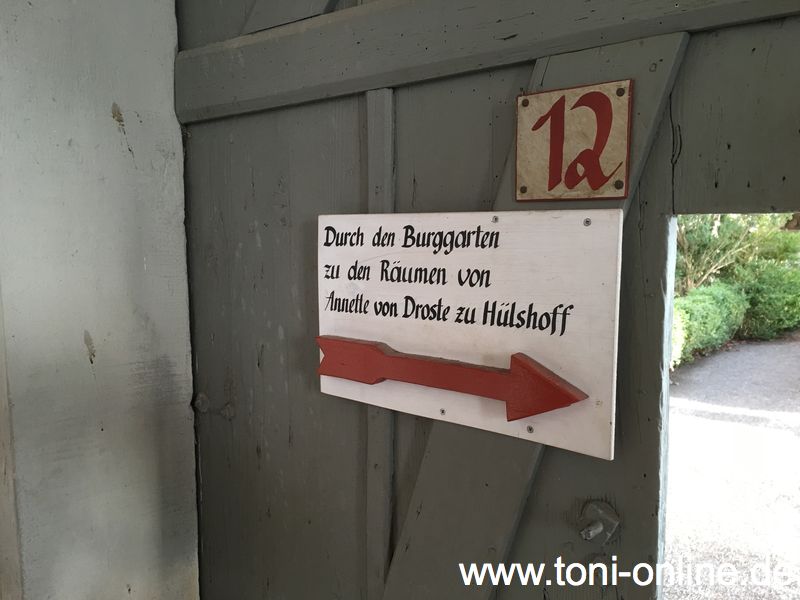 12
Durch den Burggarten
zu den Räumen von
Annette von Droste zu Hülshoff
www.toni-online.de